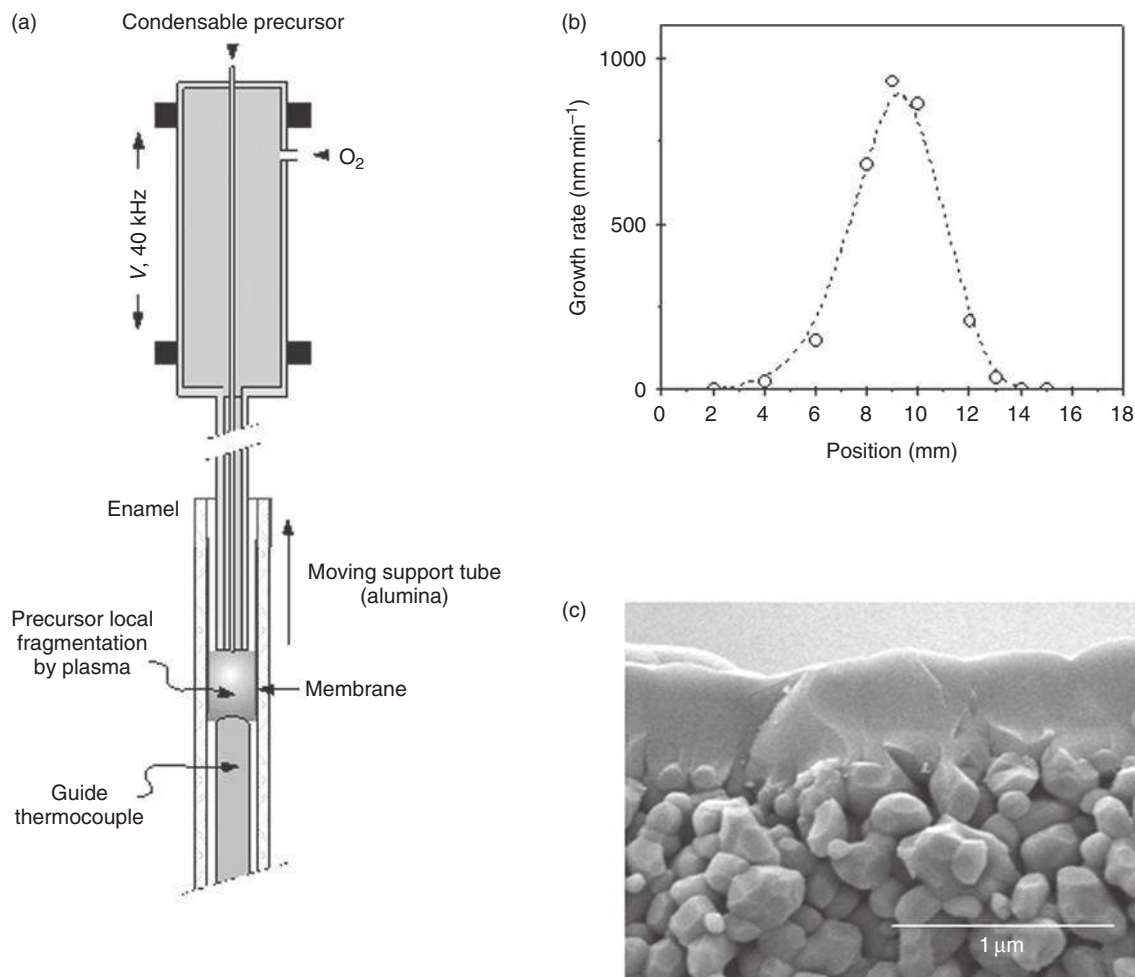 (a)
Condensable precursor
O₂
V, 40 kHz
Enamel
Moving support tube
(alumina)
Precursor local
fragmentation
by plasma
Membrane
Guide
thermocouple
(b)
1000
500
0
Growth rate (nm min⁻¹)
0 2 4 6 8 10 12 14 16 18
Position (mm)
(c)
1 μm